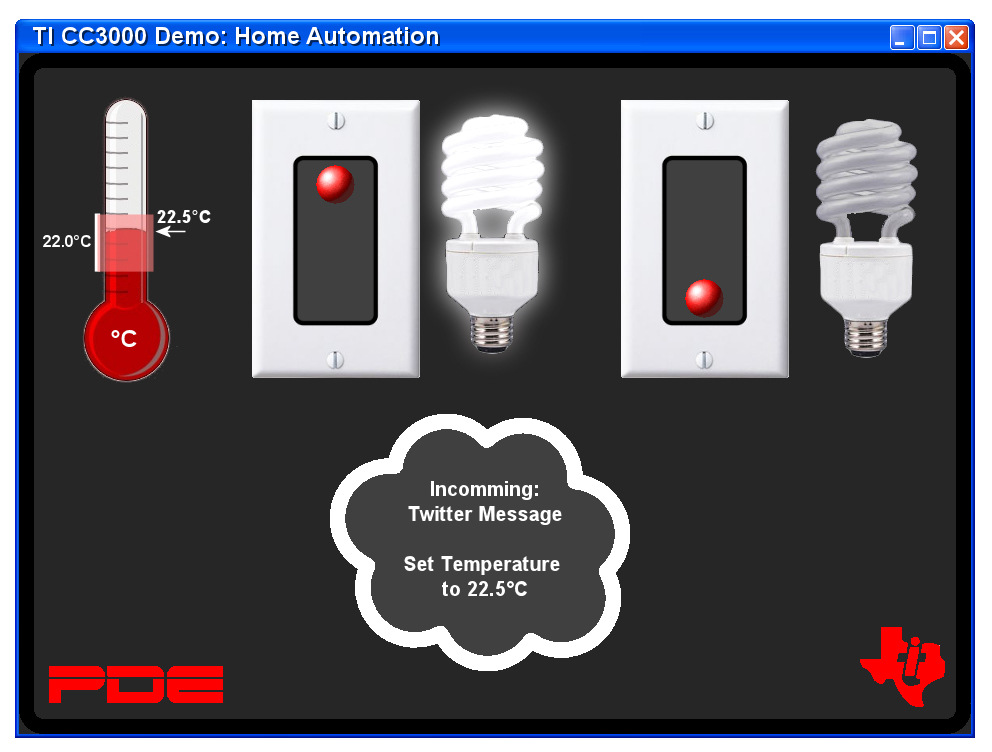 TI CC3000 Demo: Home Automation
22.5°C
22.0°C
°C
Incomming:
Twitter Message
Set Temperature
to 22.5°C
PDE
ti